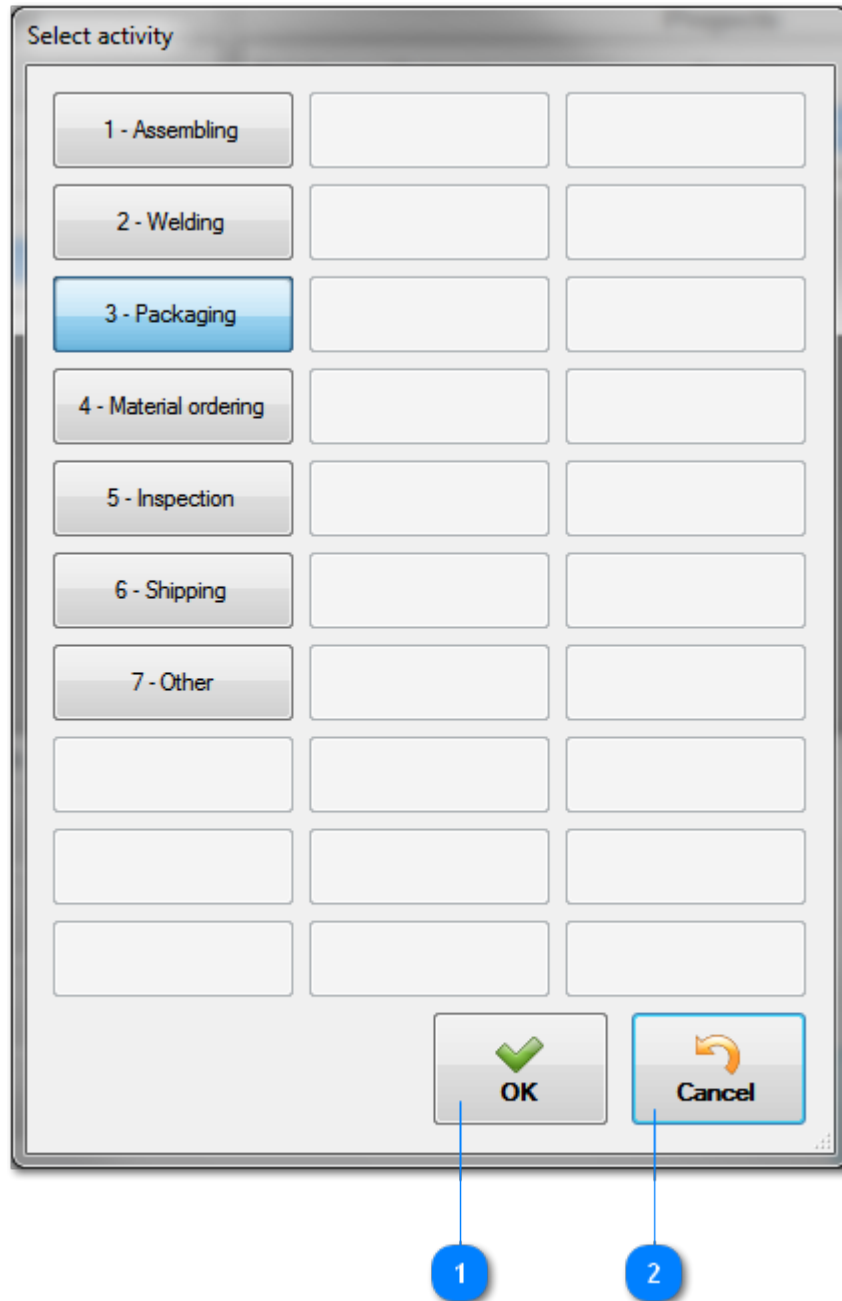 Select activity
1 - Assembling
2 - Welding
3 - Packaging
4 - Material ordering
5 - Inspection
6 - Shipping
7 - Other
OK
Cancel
1
2